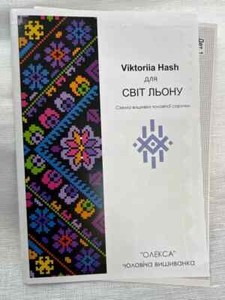 Viktoriia Hash
для
СВІТ ЛЬОНУ
Схема вишивки чоловічої сорочки
"ОЛЕКСА"
чоловіча вишиванка